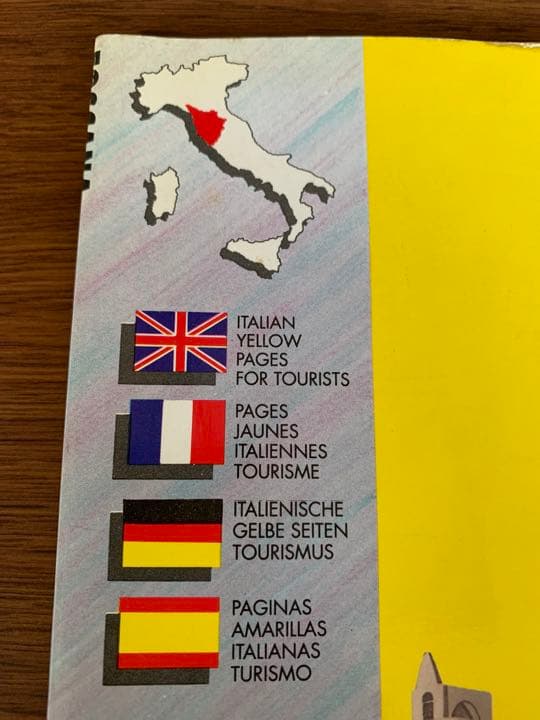 ITALIAN
YELLOW
PAGES
FOR TOURISTS
PAGES
JAUNES
ITALIENNES
TOURISME
ITALIENISCHE
GELBE SEITEN
TOURISMUS
PAGINAS
AMARILLAS
ITALIANAS
TURISMO